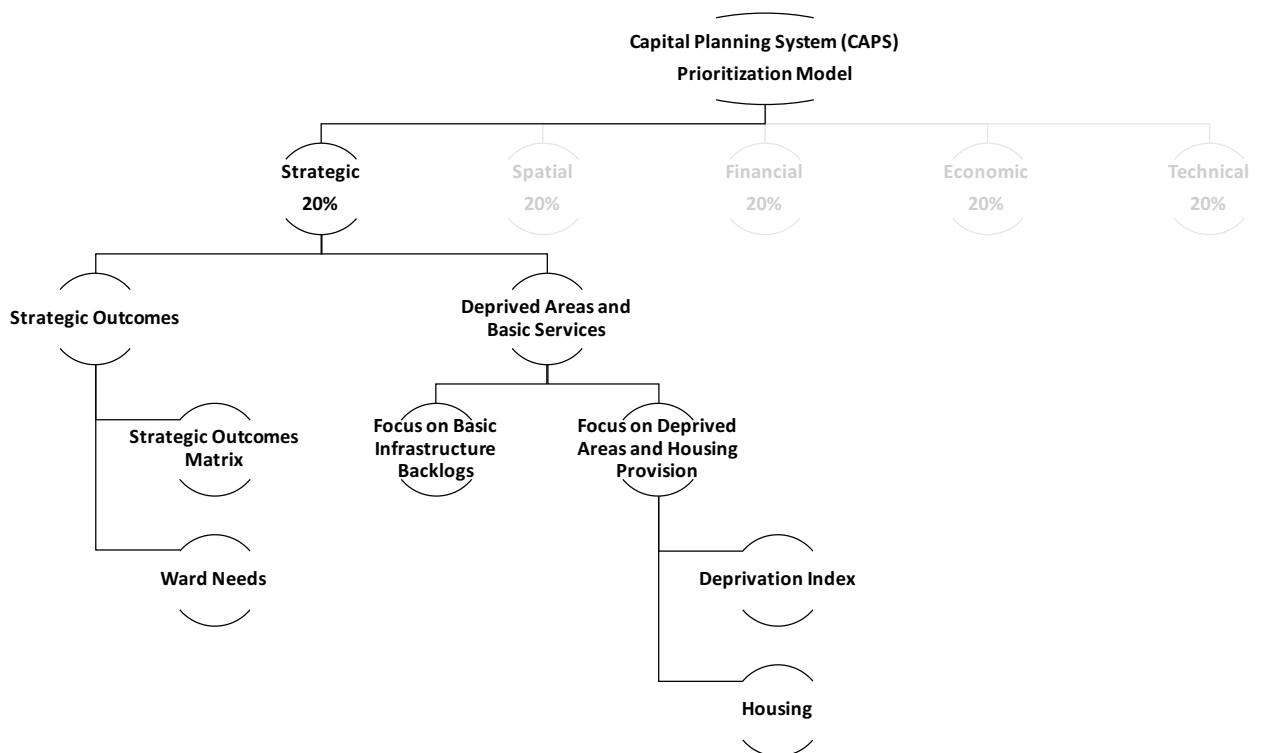 Capital Planning System (CAPS)
Prioritization Model
Strategic
20%
Spatial
20%
Financial
20%
Economic
20%
Technical
20%
Strategic Outcomes
Deprived Areas and
Basic Services
Strategic Outcomes
Matrix
Focus on Basic
Infrastructure
Backlogs
Focus on Deprived
Areas and Housing
Provision
Ward Needs
Deprivation Index
Housing